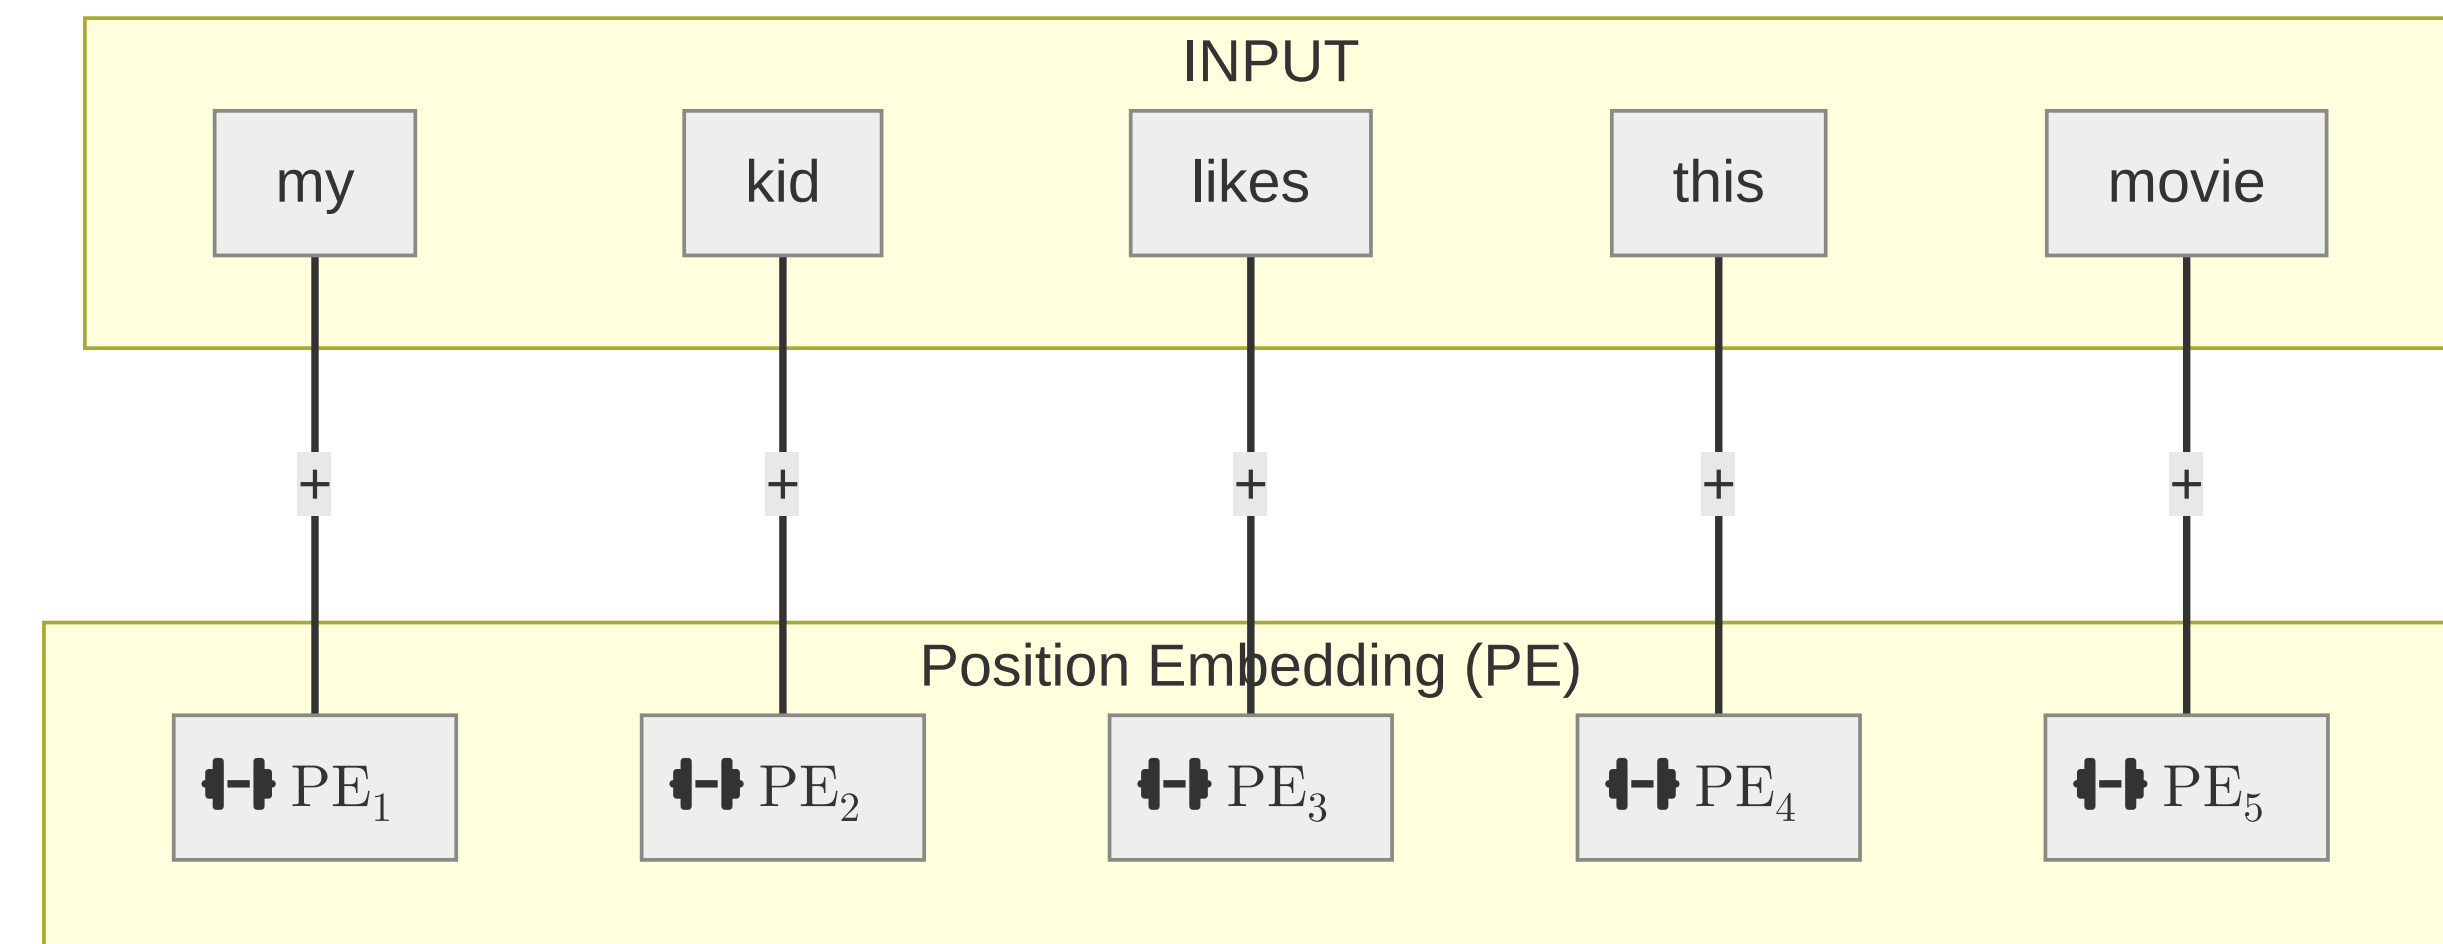 INPUT
my kid likes this movie
+ + + + +
Position Embedding (PE)
PE₁ PE₂ PE₃ PE₄ PE₅